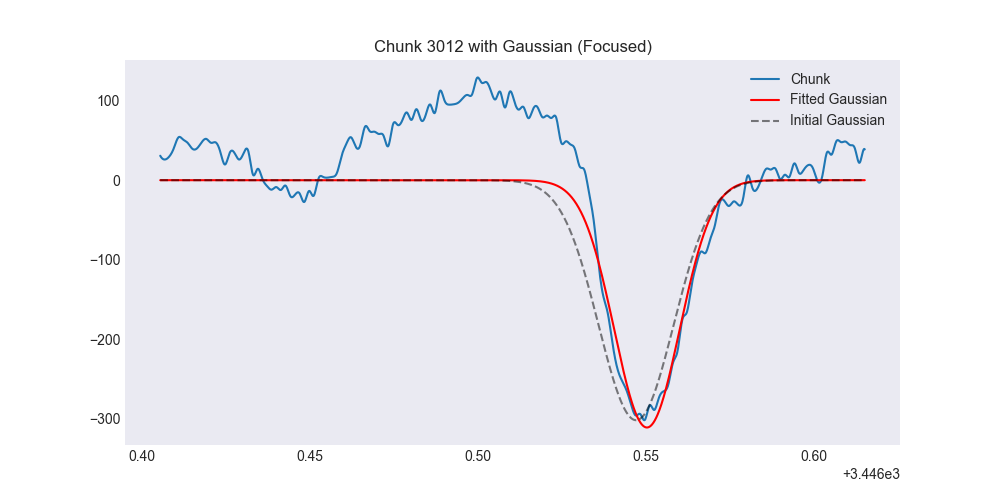 Chunk 3012 with Gaussian (Focused)
Chunk
Fitted Gaussian
Initial Gaussian
100
0
−100
−200
−300
0.40 0.45 0.50 0.55 0.60
+3.446e3